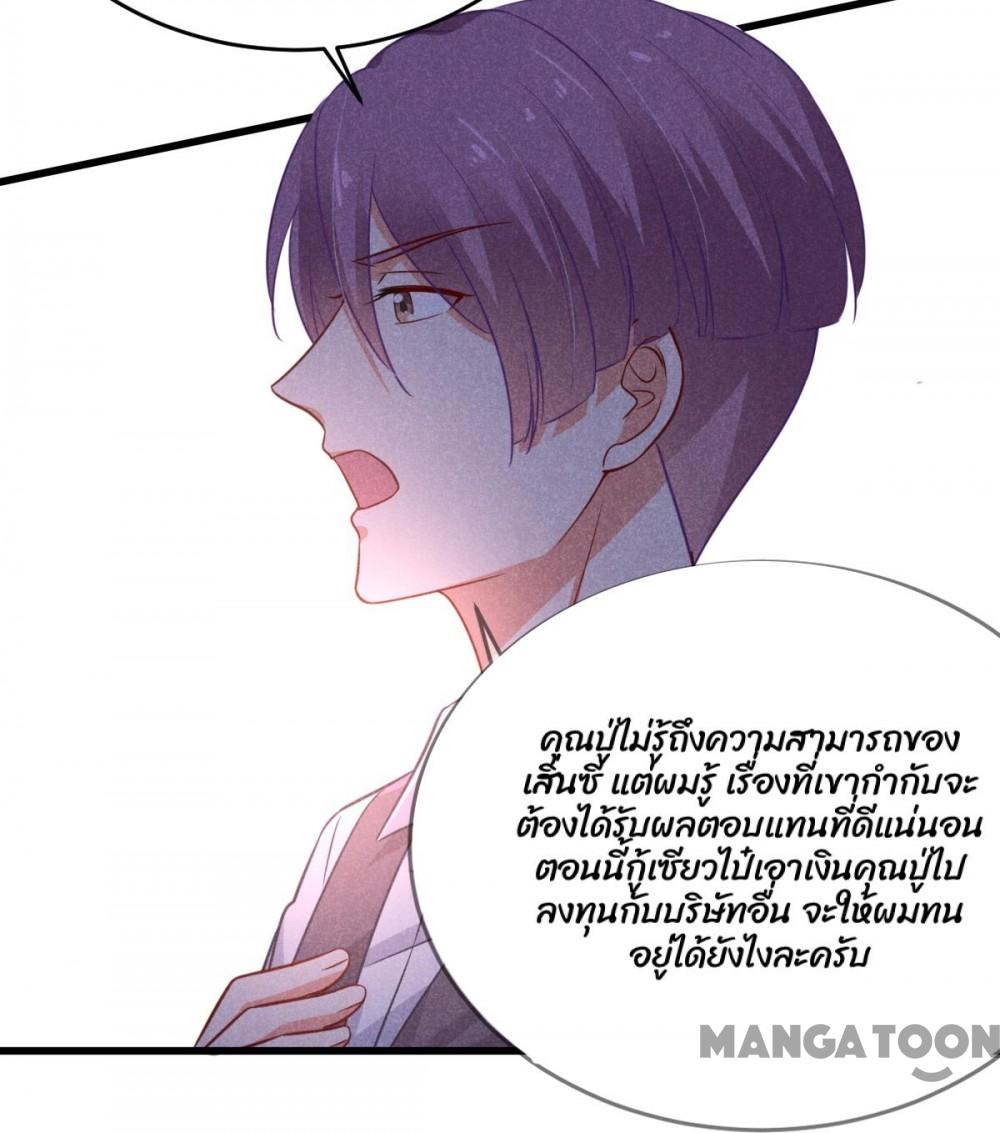 คุณปู่ไม่รู้ถึงความสามารถของ
เสิ่นซี แต่ผมรู้ เรื่องที่เขากำกับจะ
ต้องได้รับผลตอบแทนที่ดีแน่นอน
ตอนนี้กู้เซียวไป๋เอาเงินคุณปู่ไป
ลงทุนกับบริษัทอื่น จะให้ผมทน
อยู่ได้ยังไงละครับ
MANGATOON